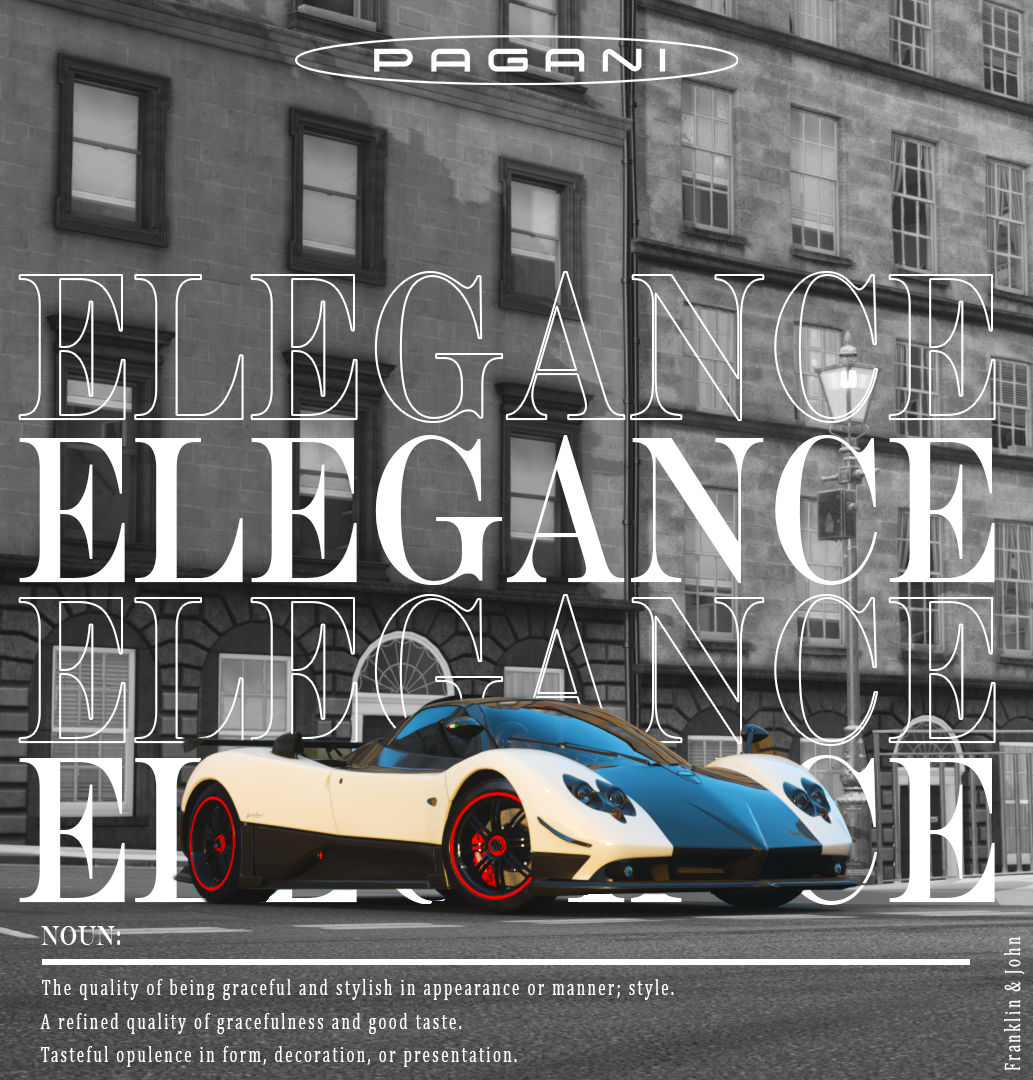 PAGANI
ELEGANCE
ELEGANCE
ELEGANCE
ELEGANCE
NOUN:
The quality of being graceful and stylish in appearance or manner; style.
A refined quality of gracefulness and good taste.
Tasteful opulence in form, decoration, or presentation.
Franklin & John